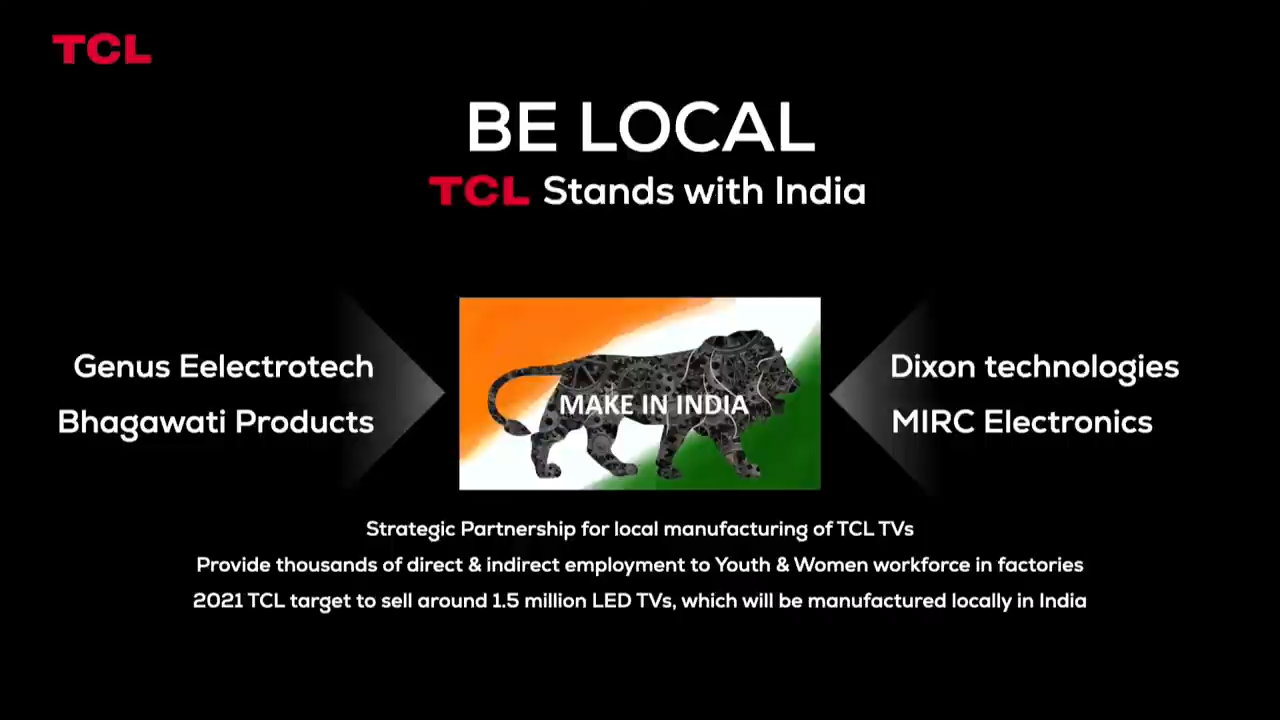 TCL
BE LOCAL
TCL Stands with India
Genus Eelectrotech
Bhagawati Products
MAKE IN INDIA
Dixon technologies
MIRC Electronics
Strategic Partnership for local manufacturing of TCL TVs
Provide thousands of direct & indirect employment to Youth & Women workforce in factories
2021 TCL target to sell around 1.5 million LED TVs, which will be manufactured locally in India